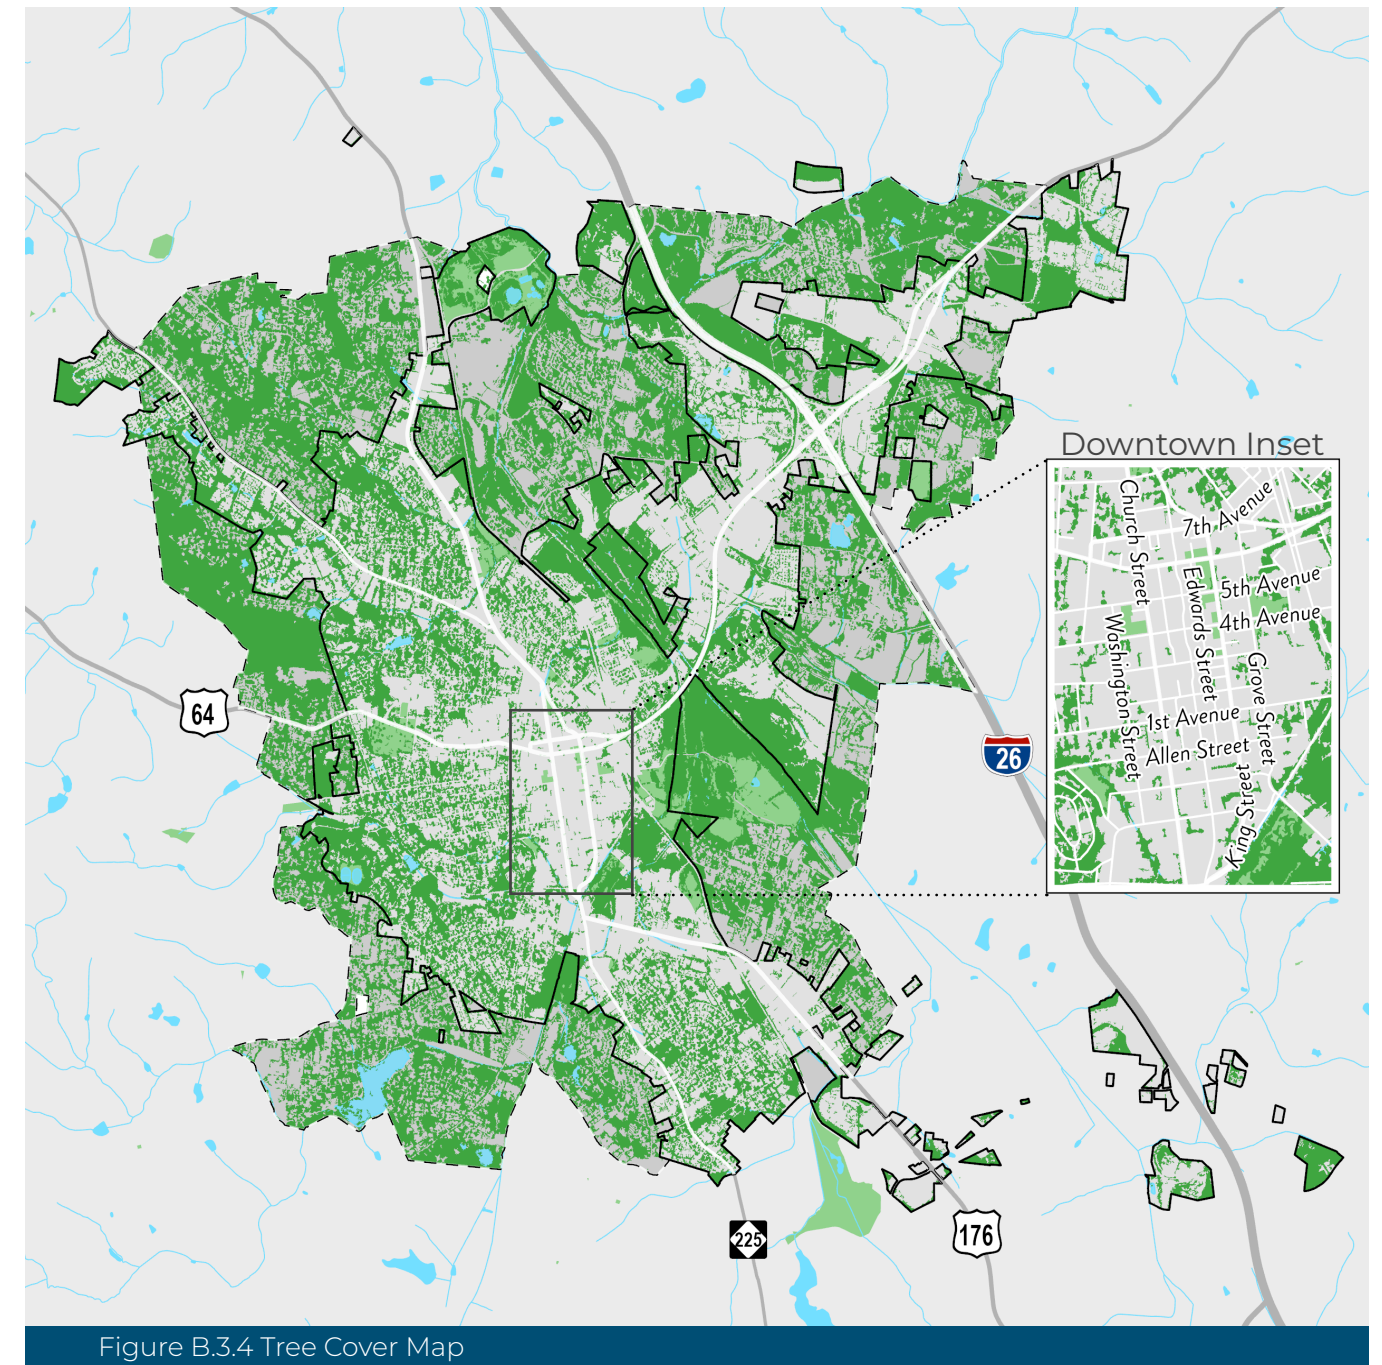 Downtown Inset
Church Street
7th Avenue
Edwards Street
5th Avenue
4th Avenue
Washington Street
Grove Street
1st Avenue
Allen Street
King Street
64
26
225
176
Figure B.3.4 Tree Cover Map